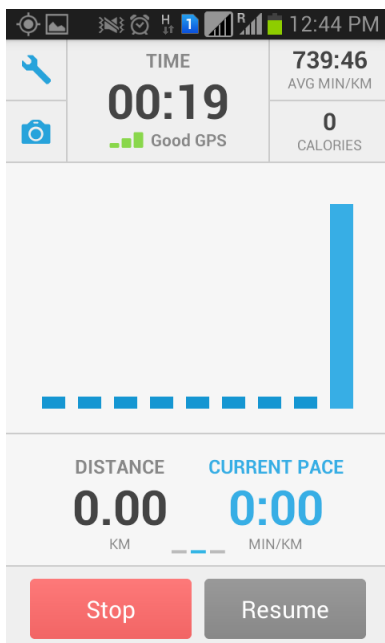 H
1
R
12:44 PM
TIME
00:19
Good GPS
739:46
AVG MIN/KM
0
CALORIES
DISTANCE
0.00
KM
CURRENT PACE
0:00
MIN/KM
Stop
Resume